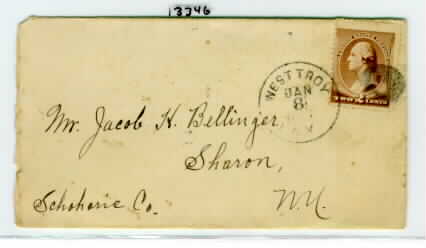 13346
WEST TROY
JAN
8
N.Y.
TWO CENTS
Mr. Jacob H. Bellinger,
Sharon,
Schoharie Co. N.Y.